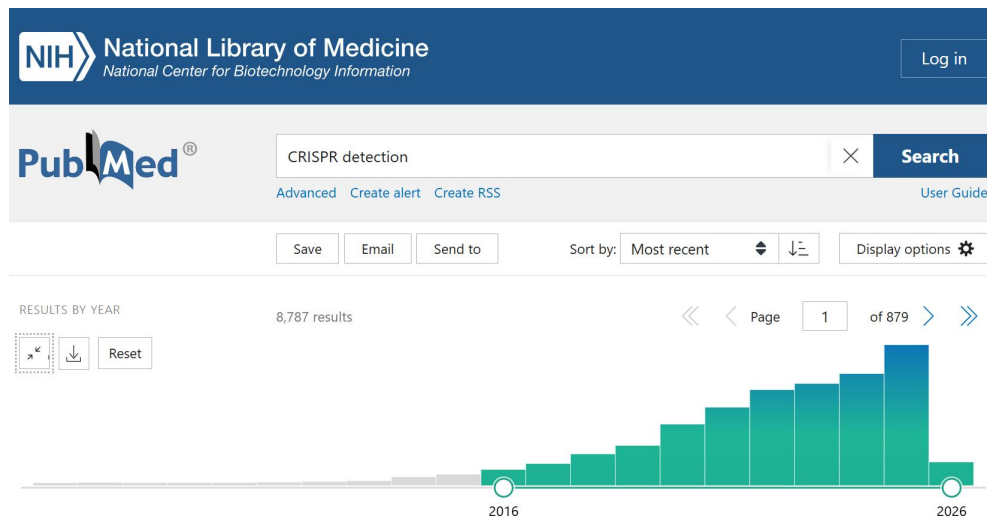 NIH
National Library of Medicine
National Center for Biotechnology Information
Log in
PubMed®
CRISPR detection
Search
Advanced Create alert Create RSS
User Guide
Save Email Send to
Sort by: Most recent
Display options
RESULTS BY YEAR
8,787 results
Page 1 of 879
Reset
2016
2026